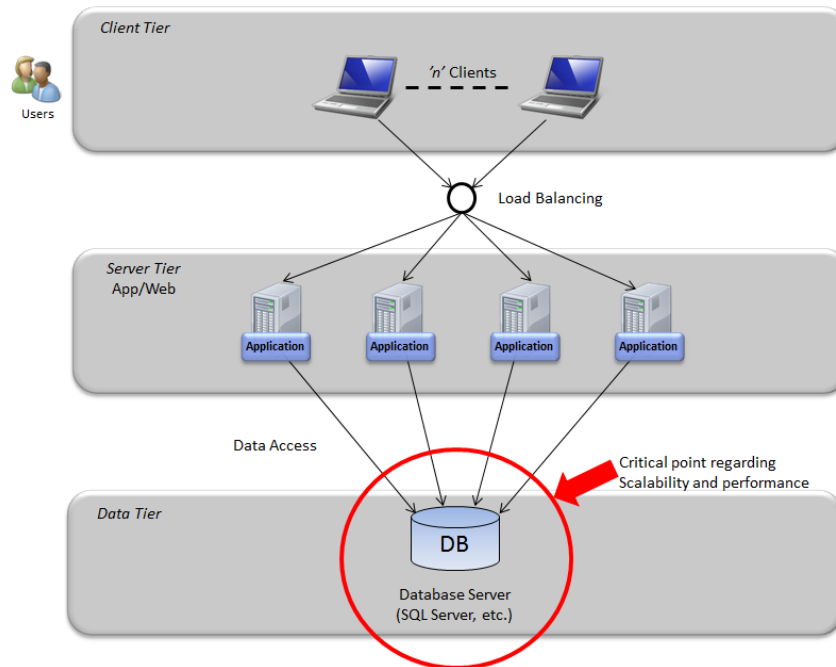 Client Tier
'n' Clients
Users
Load Balancing
Server Tier
App/Web
Application
Application
Application
Application
Data Access
Critical point regarding
Scalability and performance
Data Tier
DB
Database Server
(SQL Server, etc.)